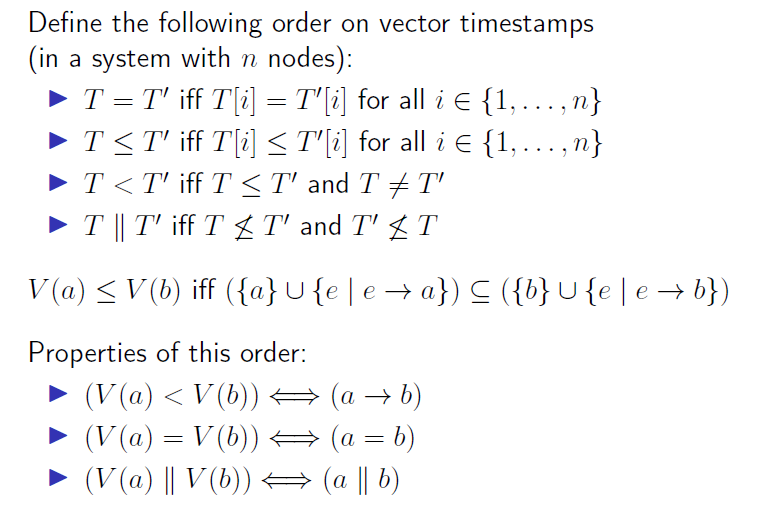 Define the following order on vector timestamps
(in a system with n nodes):
▶ T = T′ iff T[i] = T′[i] for all i ∈ {1, . . . , n}
▶ T ≤ T′ iff T[i] ≤ T′[i] for all i ∈ {1, . . . , n}
▶ T < T′ iff T ≤ T′ and T ≠ T′
▶ T ∥ T′ iff T ≰ T′ and T′ ≰ T
V(a) ≤ V(b) iff ({a} ∪ {e | e → a}) ⊆ ({b} ∪ {e | e → b})
Properties of this order:
▶ (V(a) < V(b)) ⟺ (a → b)
▶ (V(a) = V(b)) ⟺ (a = b)
▶ (V(a) ∥ V(b)) ⟺ (a ∥ b)